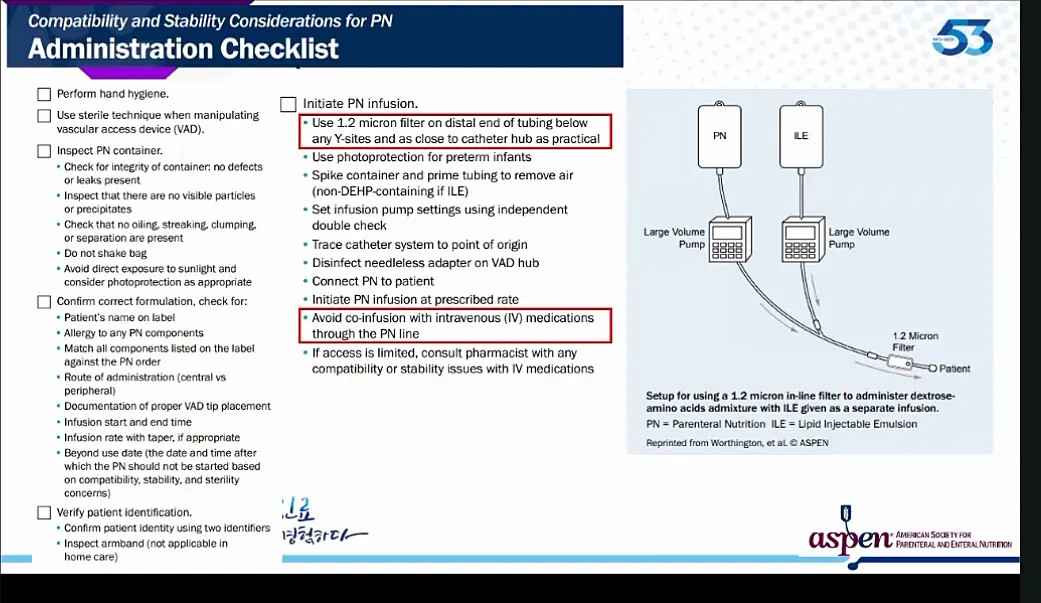 Compatibility and Stability Considerations for PN
Administration Checklist
53
Perform hand hygiene.
Use sterile technique when manipulating
vascular access device (VAD).
Inspect PN container.
• Check for integrity of container: no defects
or leaks present
• Inspect that there are no visible particles
or precipitates
• Check that no oiling, streaking, clumping,
or separation are present
• Do not shake bag
• Avoid direct exposure to sunlight and
consider photoprotection as appropriate
Confirm correct formulation, check for:
• Patient's name on label
• Allergy to any PN components
• Match all components listed on the label
against the PN order
• Route of administration (central vs
peripheral)
• Documentation of proper VAD tip placement
• Infusion start and end time
• Infusion rate with taper, if appropriate
• Beyond use date (the date and time after
which the PN should not be started based
on compatibility, stability, and sterility
concerns)
Verify patient identification.
• Confirm patient identity using two identifiers
• Inspect armband (not applicable in
home care)
Initiate PN infusion.
• Use 1.2 micron filter on distal end of tubing below
any Y-sites and as close to catheter hub as practical
• Use photoprotection for preterm infants
• Spike container and prime tubing to remove air
(non-DEHP-containing if ILE)
• Set infusion pump settings using independent
double check
• Trace catheter system to point of origin
• Disinfect needleless adapter on VAD hub
• Connect PN to patient
• Initiate PN infusion at prescribed rate
• Avoid co-infusion with intravenous (IV) medications
through the PN line
• If access is limited, consult pharmacist with any
compatibility or stability issues with IV medications
PN
ILE
Large Volume
Pump
Large Volume
Pump
1.2 Micron
Filter
Patient
Setup for using a 1.2 micron in-line filter to administer dextrose-
amino acids admixture with ILE given as a separate infusion.
PN = Parenteral Nutrition ILE = Lipid Injectable Emulsion
Reprinted from Worthington, et al. © ASPEN
aspen
AMERICAN SOCIETY FOR
PARENTERAL AND ENTERAL NUTRITION